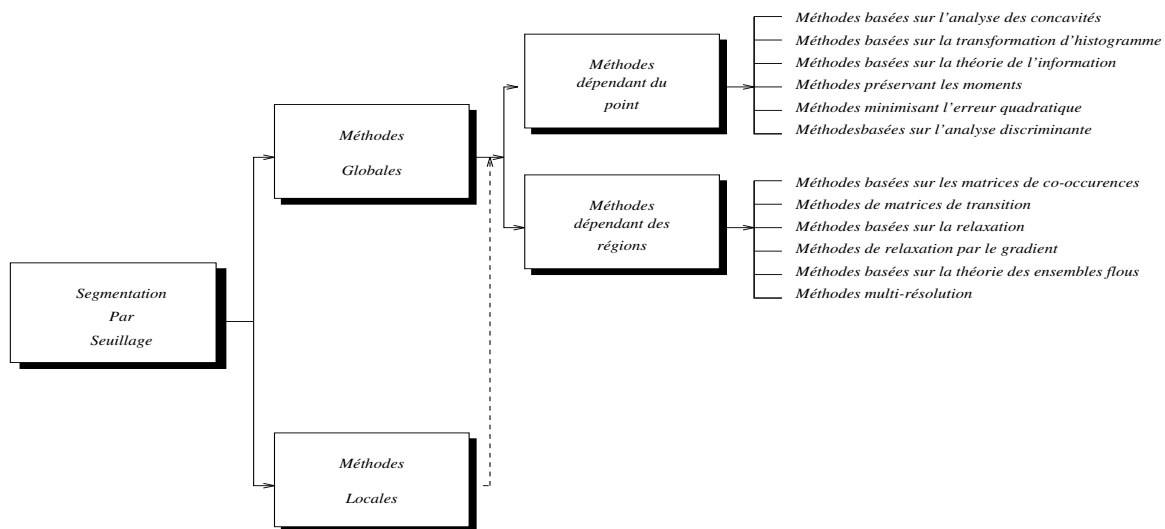 Segmentation
Par
Seuillage
Méthodes
Globales
Méthodes
Locales
Méthodes
dépendant du
point
Méthodes
dépendant des
régions
Méthodes basées sur l'analyse des concavités
Méthodes basées sur la transformation d'histogramme
Méthodes basées sur la théorie de l'information
Méthodes préservant les moments
Méthodes minimisant l'erreur quadratique
Méthodesbasées sur l'analyse discriminante
Méthodes basées sur les matrices de co-occurences
Méthodes de matrices de transition
Méthodes basées sur la relaxation
Méthodes de relaxation par le gradient
Méthodes basées sur la théorie des ensembles flous
Méthodes multi-résolution